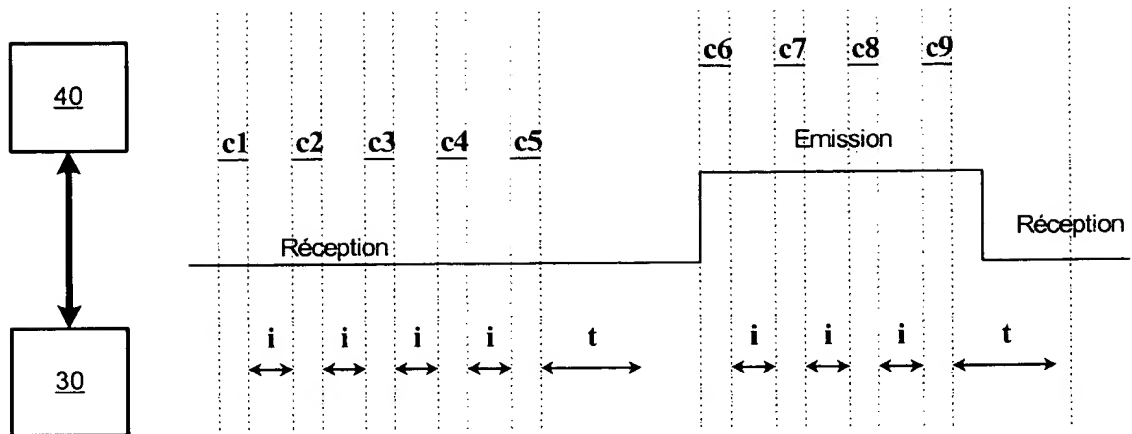 40
c1 c2 c3 c4 c5
c6 c7 c8 c9
Emission
Réception
Réception
i i i i t
i i i t
30